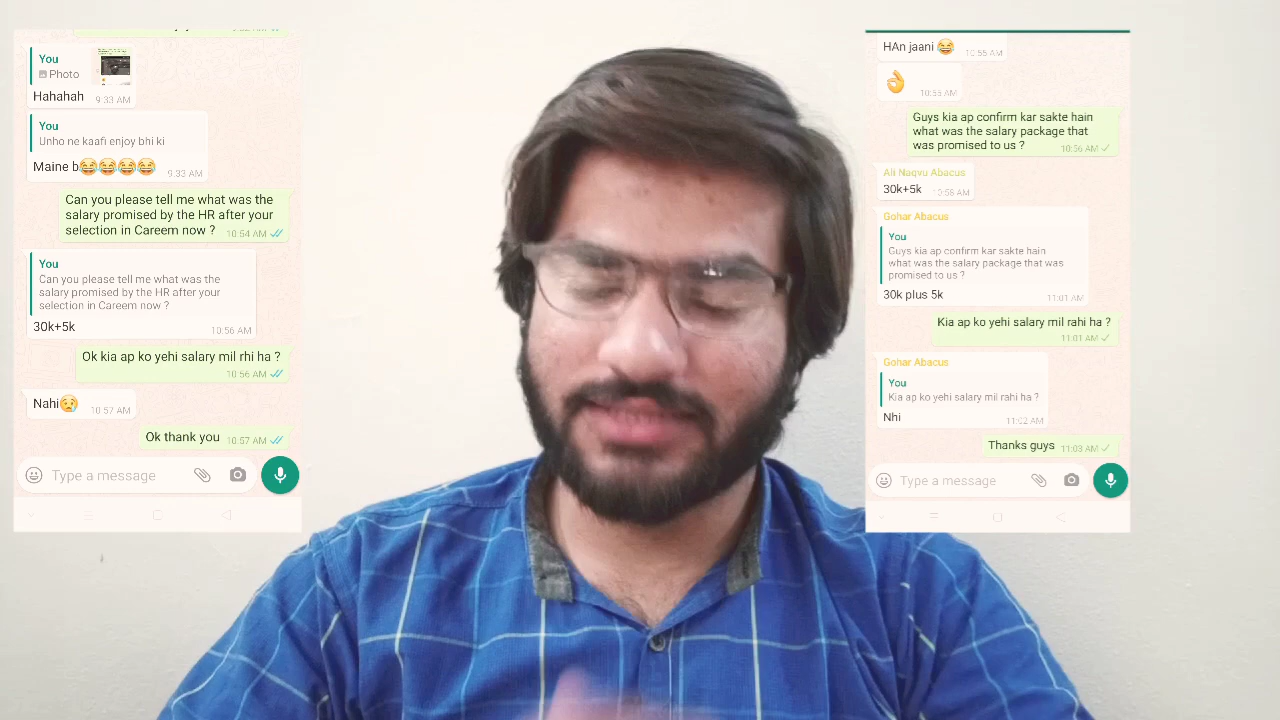 You
Photo
Hahahah 9:33 AM
You
Unho ne kaafi enjoy bhi ki
Maine b😂😂😂😂 9:33 AM
Can you please tell me what was the
salary promised by the HR after your
selection in Careem now ? 10:54 AM
You
Can you please tell me what was the
salary promised by the HR after your
selection in Careem now ?
30k+5k 10:56 AM
Ok kia ap ko yehi salary mil rhi ha ?
10:56 AM
Nahi😥 10:57 AM
Ok thank you 10:57 AM
Type a message
HAn jaani 😂 10:55 AM
👌 10:55 AM
Guys kia ap confirm kar sakte hain
what was the salary package that
was promised to us ? 10:56 AM
Ali Naqvu Abacus
30k+5k 10:58 AM
Gohar Abacus
You
Guys kia ap confirm kar sakte hain
what was the salary package that was
promised to us ?
30k plus 5k 11:01 AM
Kia ap ko yehi salary mil rahi ha ?
11:01 AM
Gohar Abacus
You
Kia ap ko yehi salary mil rahi ha ?
Nhi 11:02 AM
Thanks guys 11:03 AM
Type a message